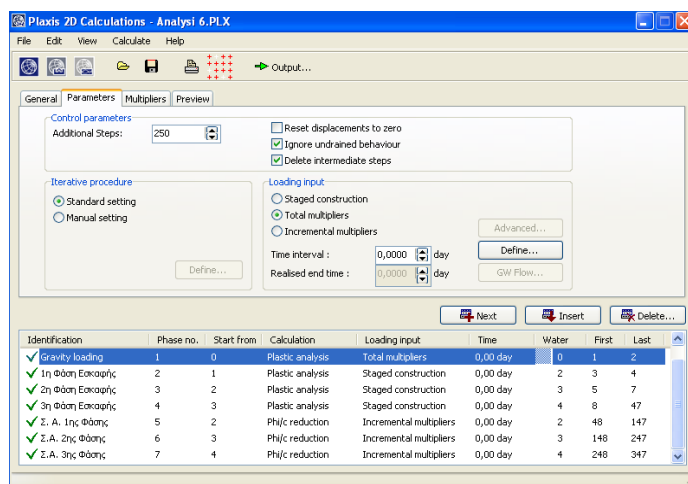 Plaxis 2D Calculations - Analysi 6.PLX
File Edit View Calculate Help
Output...
General Parameters Multipliers Preview
Control parameters
Additional Steps: 250
Reset displacements to zero
Ignore undrained behaviour
Delete intermediate steps
Iterative procedure
Standard setting
Manual setting
Define...
Loading input
Staged construction
Total multipliers
Incremental multipliers
Advanced...
Time interval : 0,0000 day
Define...
Realised end time : 0,0000 day
GW Flow...
Next Insert Delete...
Identification Phase no. Start from Calculation Loading input Time Water First Last
Gravity loading 1 0 Plastic analysis Total multipliers 0,00 day 0 1 2
1η Φάση Εσκαφής 2 1 Plastic analysis Staged construction 0,00 day 2 3 4
2η Φάση Εσκαφής 3 2 Plastic analysis Staged construction 0,00 day 3 5 7
3η Φάση Εσκαφής 4 3 Plastic analysis Staged construction 0,00 day 4 8 47
Σ. Α. 1ης Φάσης 5 2 Phi/c reduction Incremental multipliers 0,00 day 2 48 147
Σ.Α. 2ης Φάσης 6 3 Phi/c reduction Incremental multipliers 0,00 day 3 148 247
Σ.Α. 3ης Φάσης 7 4 Phi/c reduction Incremental multipliers 0,00 day 4 248 347